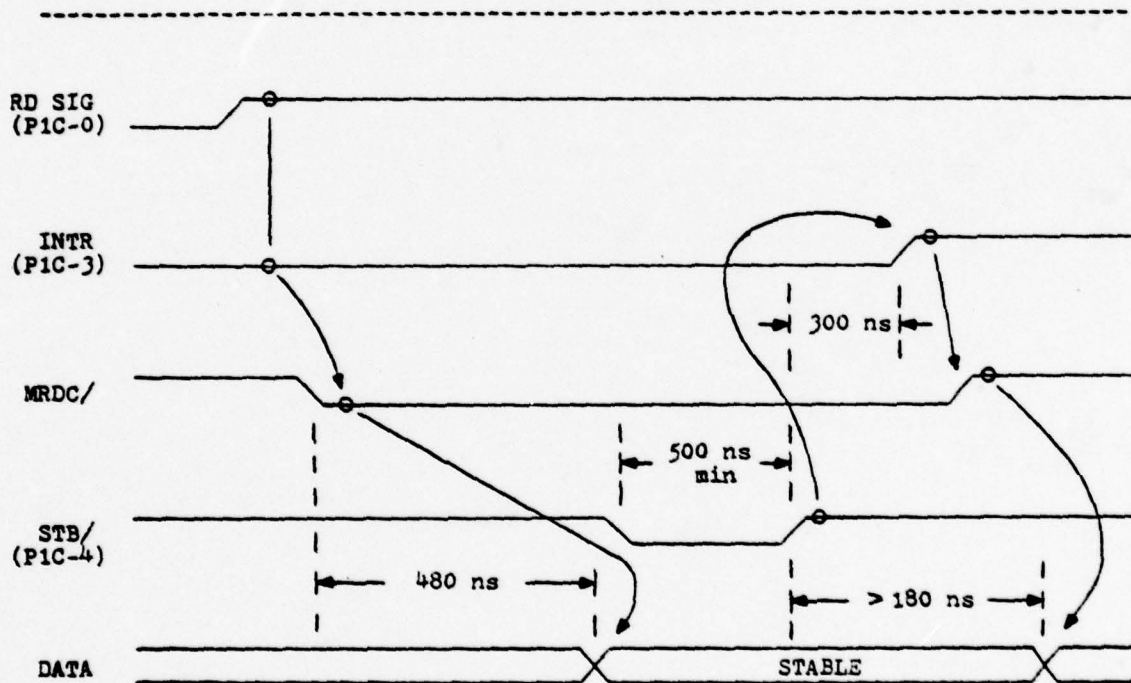 RD SIG
(P1C-0)
INTR
(P1C-3)
300 ns
MRDC/
500 ns
min
STB/
(P1C-4)
480 ns
> 180 ns
DATA
STABLE